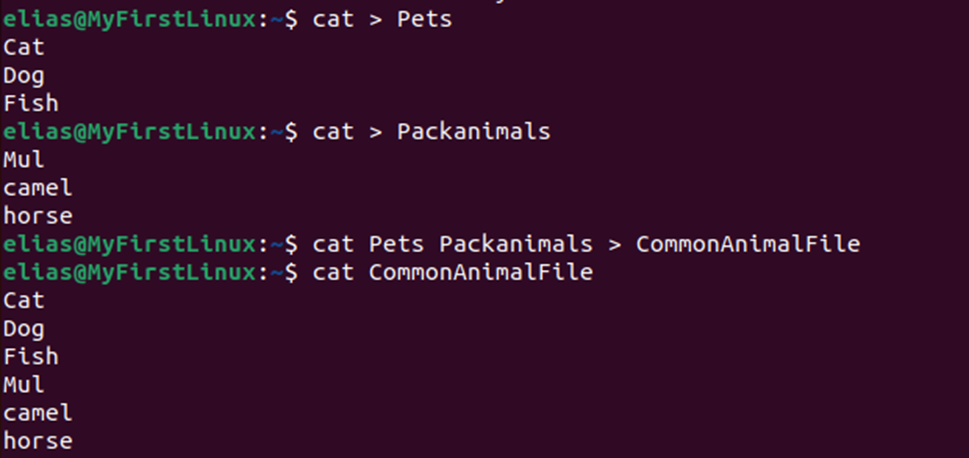 elias@MyFirstLinux:~$ cat > Pets
Cat
Dog
Fish
elias@MyFirstLinux:~$ cat > Packanimals
Mul
camel
horse
elias@MyFirstLinux:~$ cat Pets Packanimals > CommonAnimalFile
elias@MyFirstLinux:~$ cat CommonAnimalFile
Cat
Dog
Fish
Mul
camel
horse